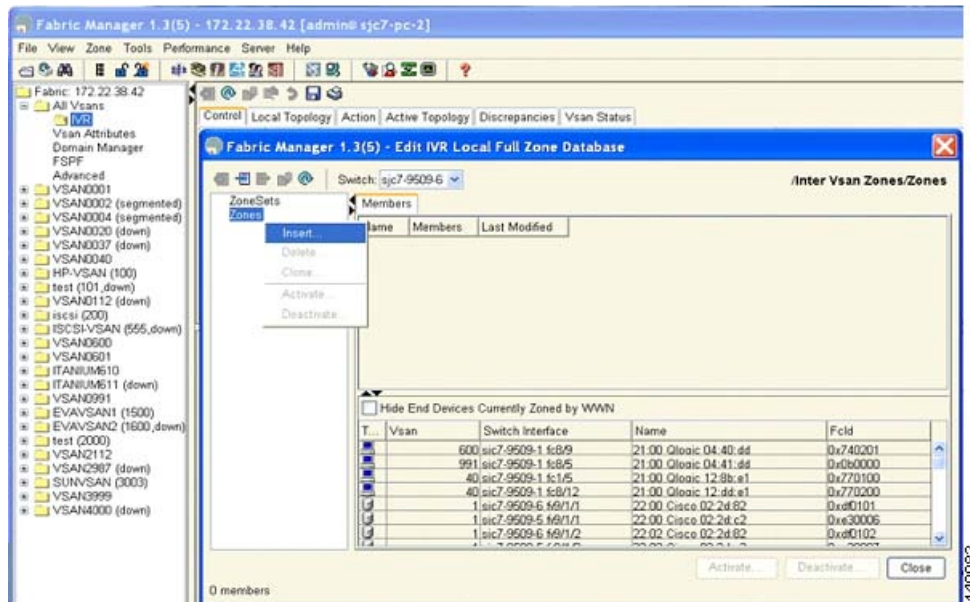 Fabric Manager 1.3(5) - 172.22.38.42 [admin@sjc7-pc-2]
File View Zone Tools Performance Server Help
Fabric: 172.22.38.42
All Vsans
IVR
Vsan Attributes
Domain Manager
FSPF
Advanced
VSAN0001
VSAN0002 (segmented)
VSAN0004 (segmented)
VSAN0020 (down)
VSAN0037 (down)
VSAN0040
HP-VSAN (100)
test (101,down)
VSAN0112 (down)
iscsi (200)
ISCSI-VSAN (555,down)
VSAN0600
VSAN0601
ITANIUM610
ITANIUM611 (down)
VSAN0991
EVAVSAN1 (1500)
EVAVSAN2 (1600,down)
test (2000)
VSAN2112
VSAN2987 (down)
SUNVSAN (3003)
VSAN3999
VSAN4000 (down)
Control Local Topology Action Active Topology Discrepancies Vsan Status
Fabric Manager 1.3(5) - Edit IVR Local Full Zone Database
Switch: sjc7-9509-6 /Inter Vsan Zones/Zones
ZoneSets
Zones
Insert...
Delete...
Clone...
Activate...
Deactivate...
Members
Name Members Last Modified
Hide End Devices Currently Zoned by WWN
T... Vsan Switch Interface Name FcId
600 sjc7-9509-1 fc8/9 21:00 Qlogic 04:40:dd 0x740201
991 sjc7-9509-1 fc8/5 21:00 Qlogic 04:41:dd 0x0b0000
40 sjc7-9509-1 fc1/5 21:00 Qlogic 12:8b:e1 0x770100
40 sjc7-9509-1 fc8/12 21:00 Qlogic 12:dd:e1 0x770200
1 sjc7-9509-5 fv9/1/1 22:00 Cisco 02:2d:82 0xdf0101
1 sjc7-9509-5 fv9/1/1 22:00 Cisco 02:2d:c2 0xe30006
1 sjc7-9509-6 fv9/1/2 22:02 Cisco 02:2d:82 0xdf0102
Activate... Deactivate... Close
0 members